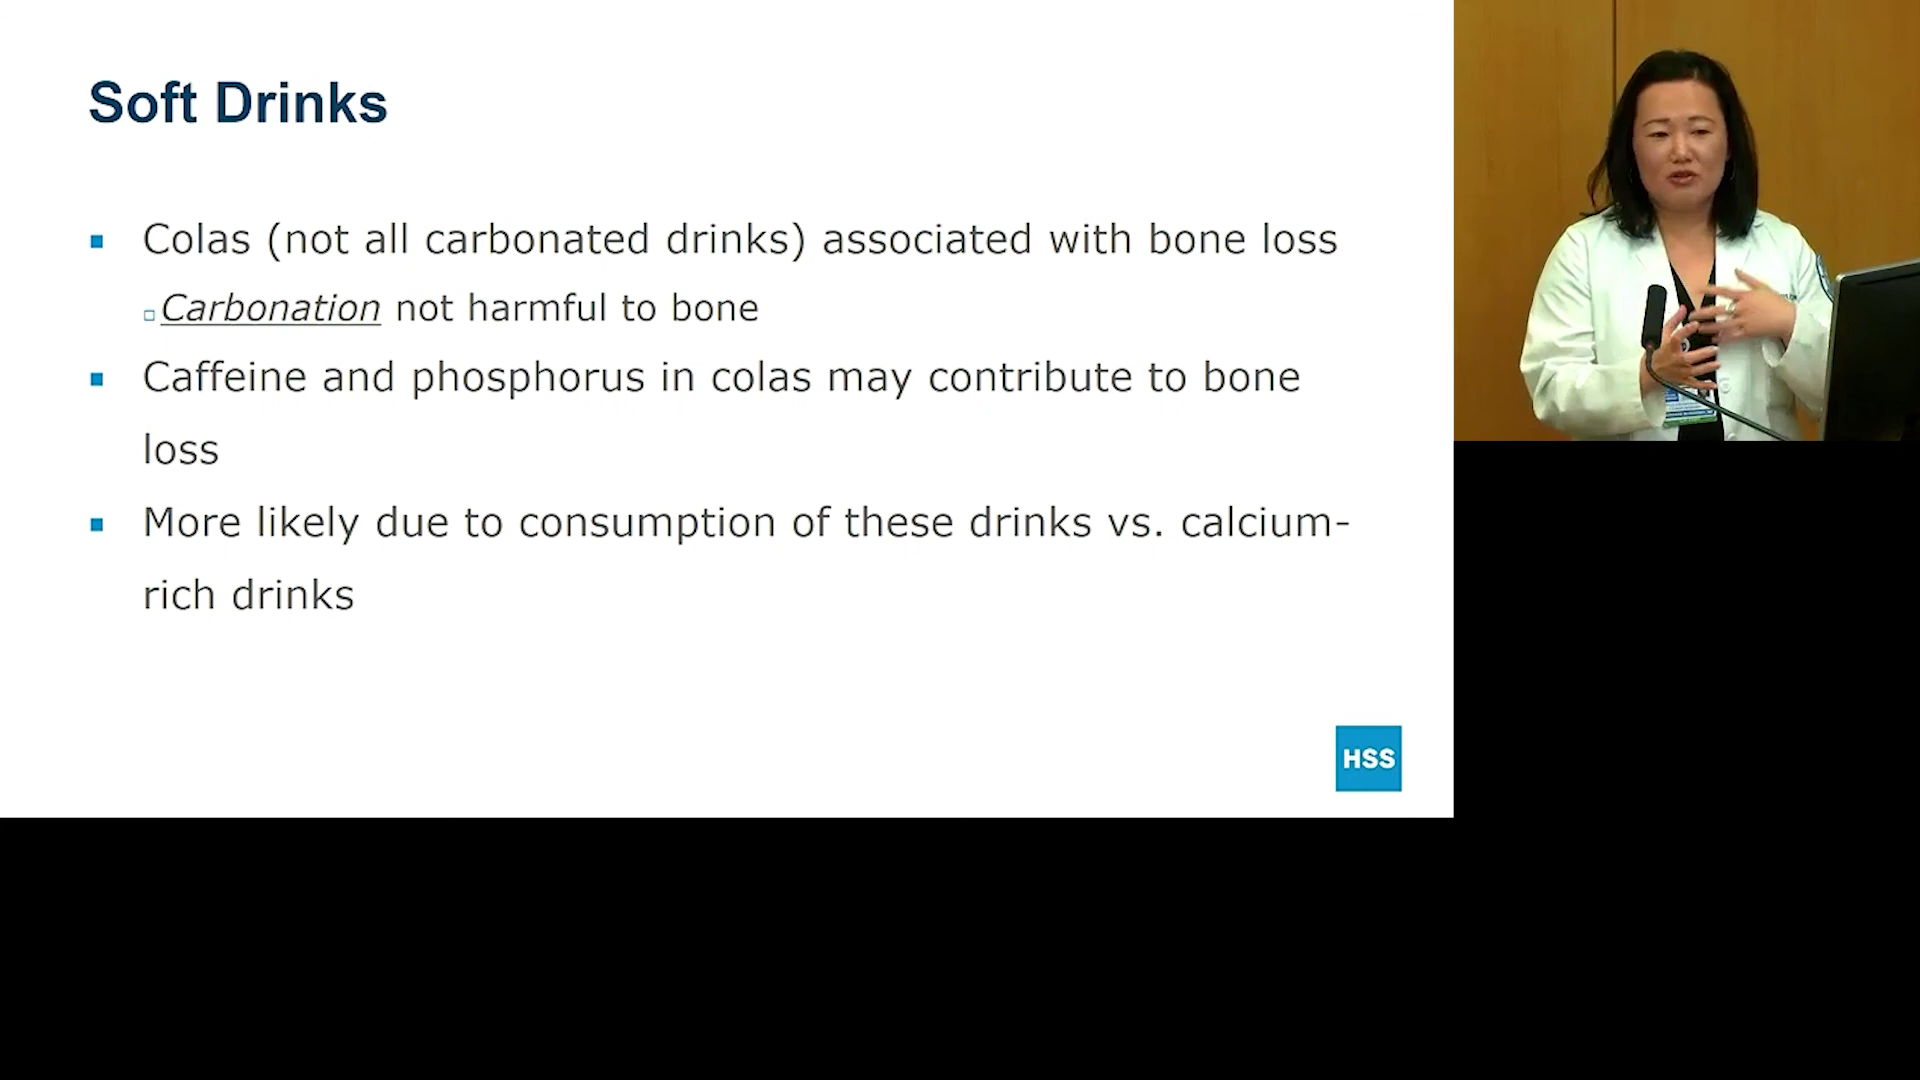 Soft Drinks
▪ Colas (not all carbonated drinks) associated with bone loss
▫Carbonation not harmful to bone
▪ Caffeine and phosphorus in colas may contribute to bone
loss
▪ More likely due to consumption of these drinks vs. calcium-
rich drinks
HSS